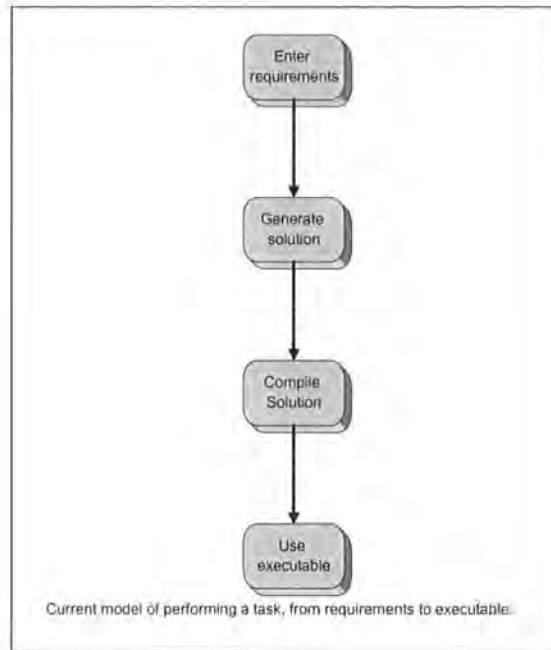 Enter
requirements
Generate
solution
Compile
Solution
Use
executable
Current model of performing a task, from requirements to executable.